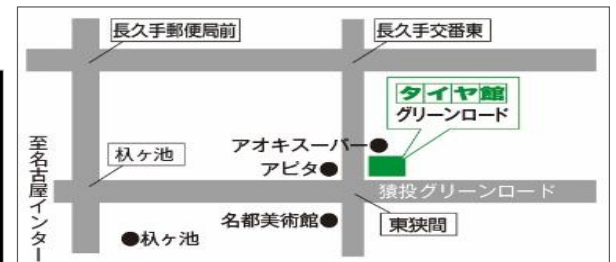 長久手郵便局前
長久手交番東
タイヤ館
グリーンロード
アオキスーパー
アピタ
杁ヶ池
至名古屋インター
猿投グリーンロード
名都美術館
東狭間
杁ヶ池